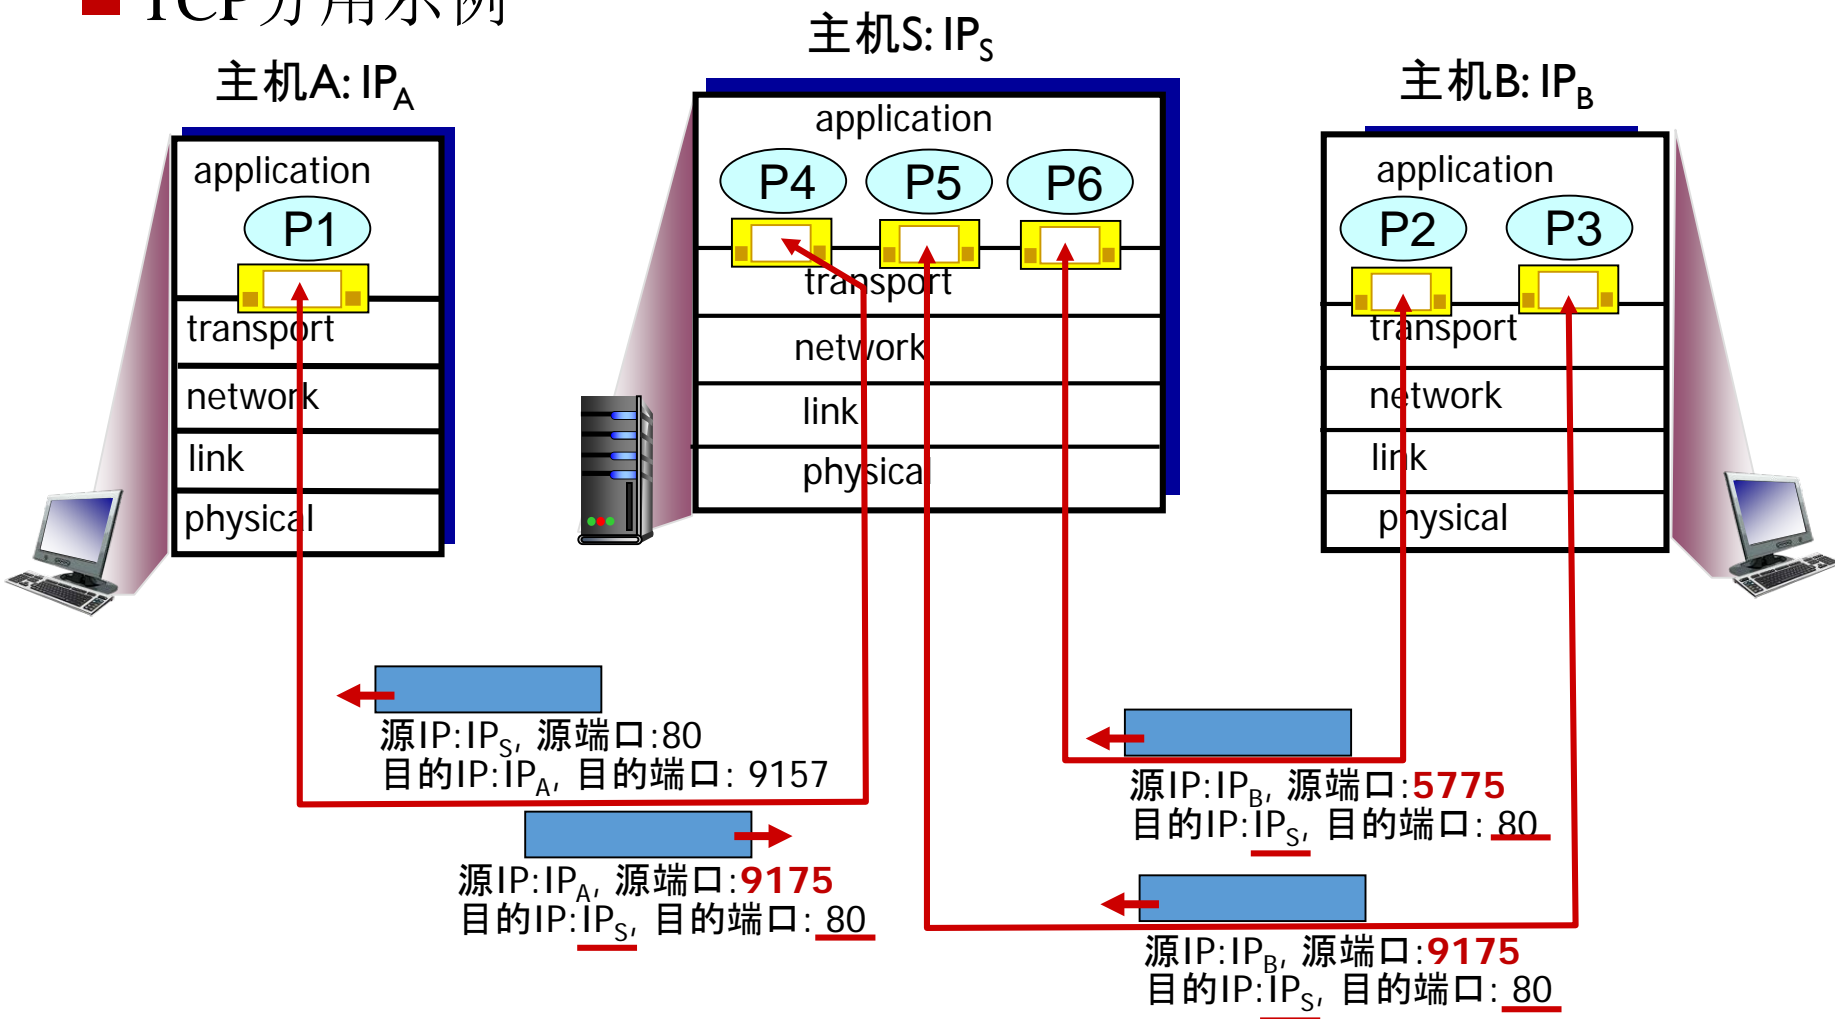 TCP分用示例
主机S: IPS
主机A: IPA
主机B: IPB
application
P1
transport
network
link
physical
application
P4 P5 P6
transport
network
link
physical
application
P2 P3
transport
network
link
physical
源IP:IPS, 源端口:80
目的IP:IPA, 目的端口: 9157
源IP:IPA, 源端口:9175
目的IP:IPS, 目的端口: 80
源IP:IPB, 源端口:5775
目的IP:IPS, 目的端口: 80
源IP:IPB, 源端口:9175
目的IP:IPS, 目的端口: 80